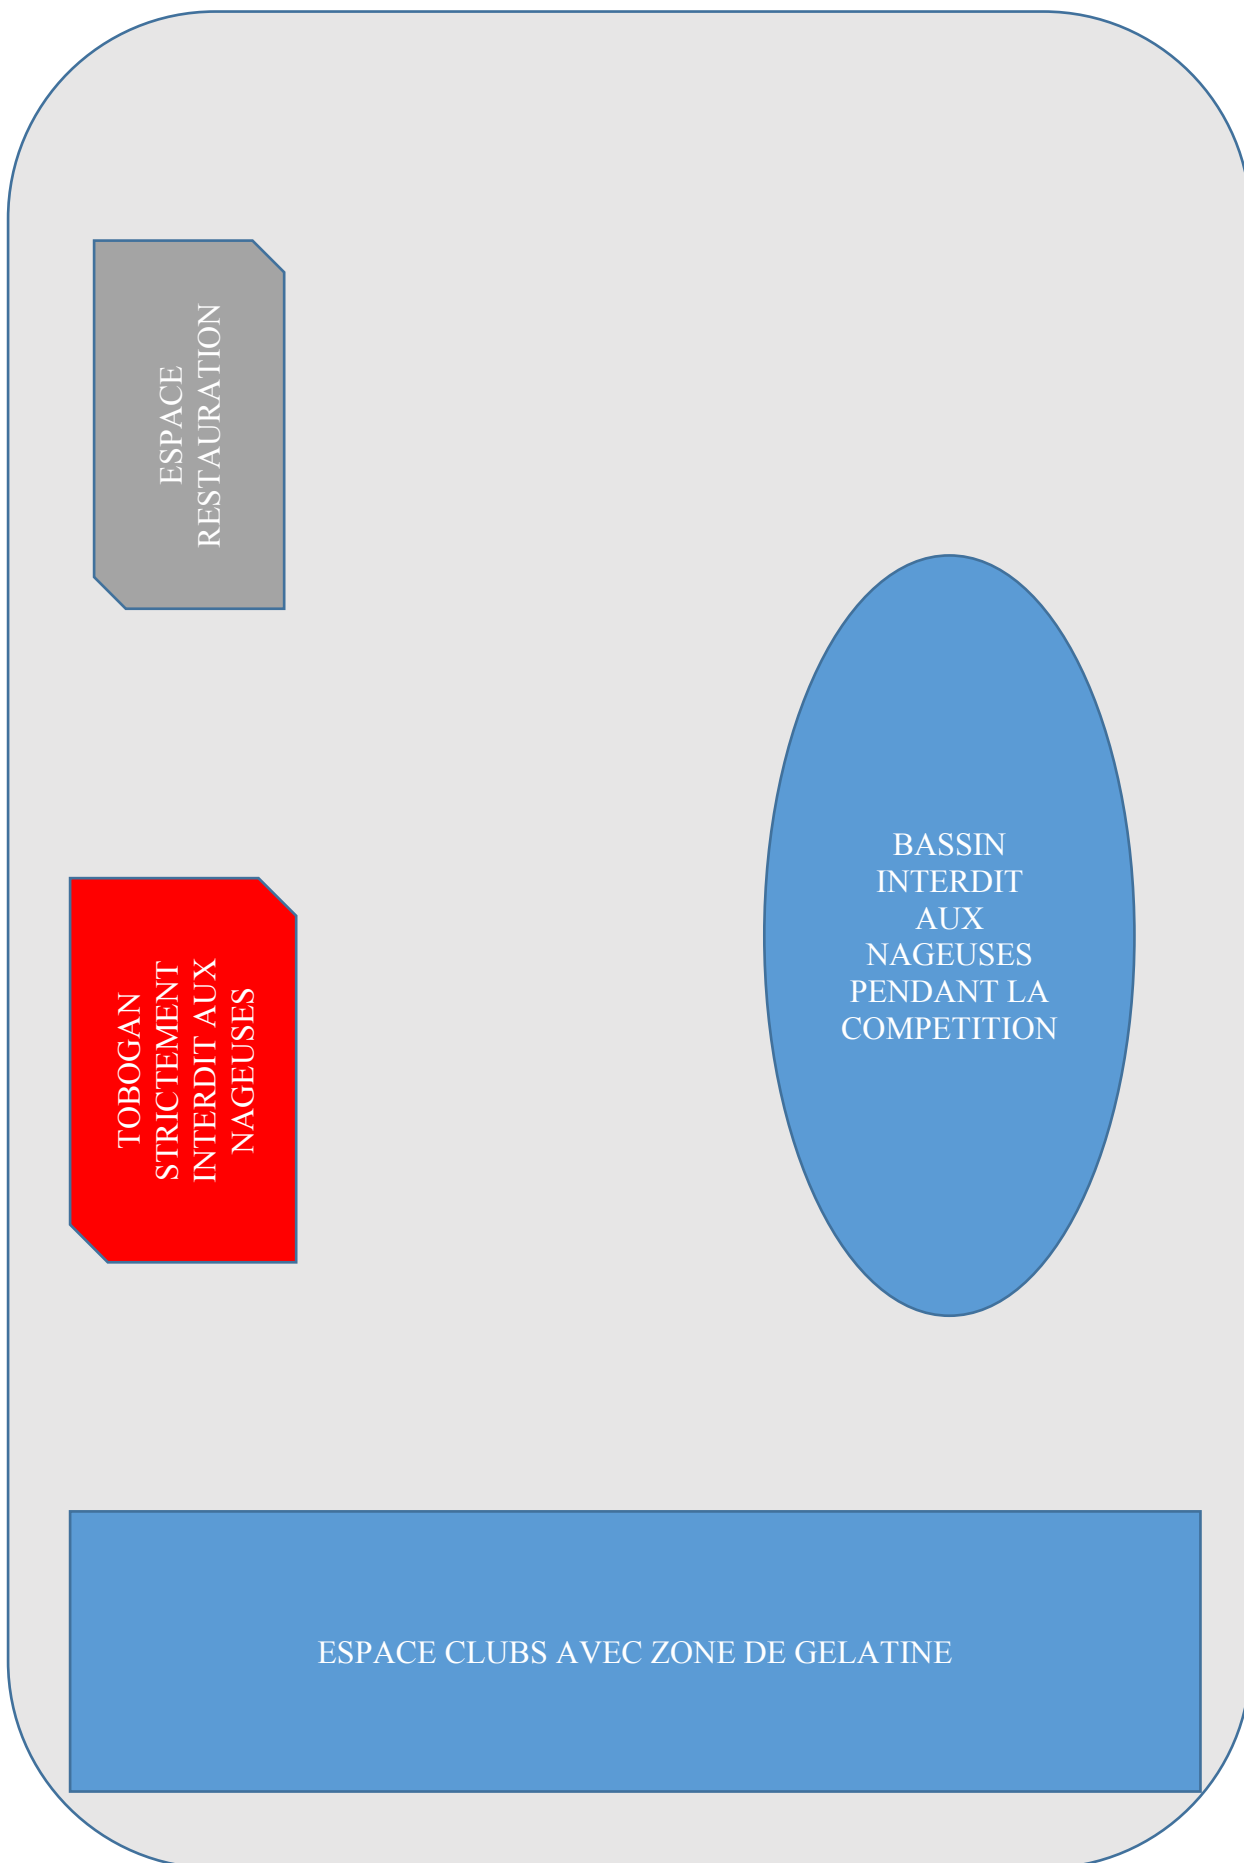 ESPACE
RESTAURATION
TOBOGAN
STRICTEMENT
INTERDIT AUX
NAGEUSES
BASSIN
INTERDIT
AUX
NAGEUSES
PENDANT LA
COMPETITION
ESPACE CLUBS AVEC ZONE DE GELATINE